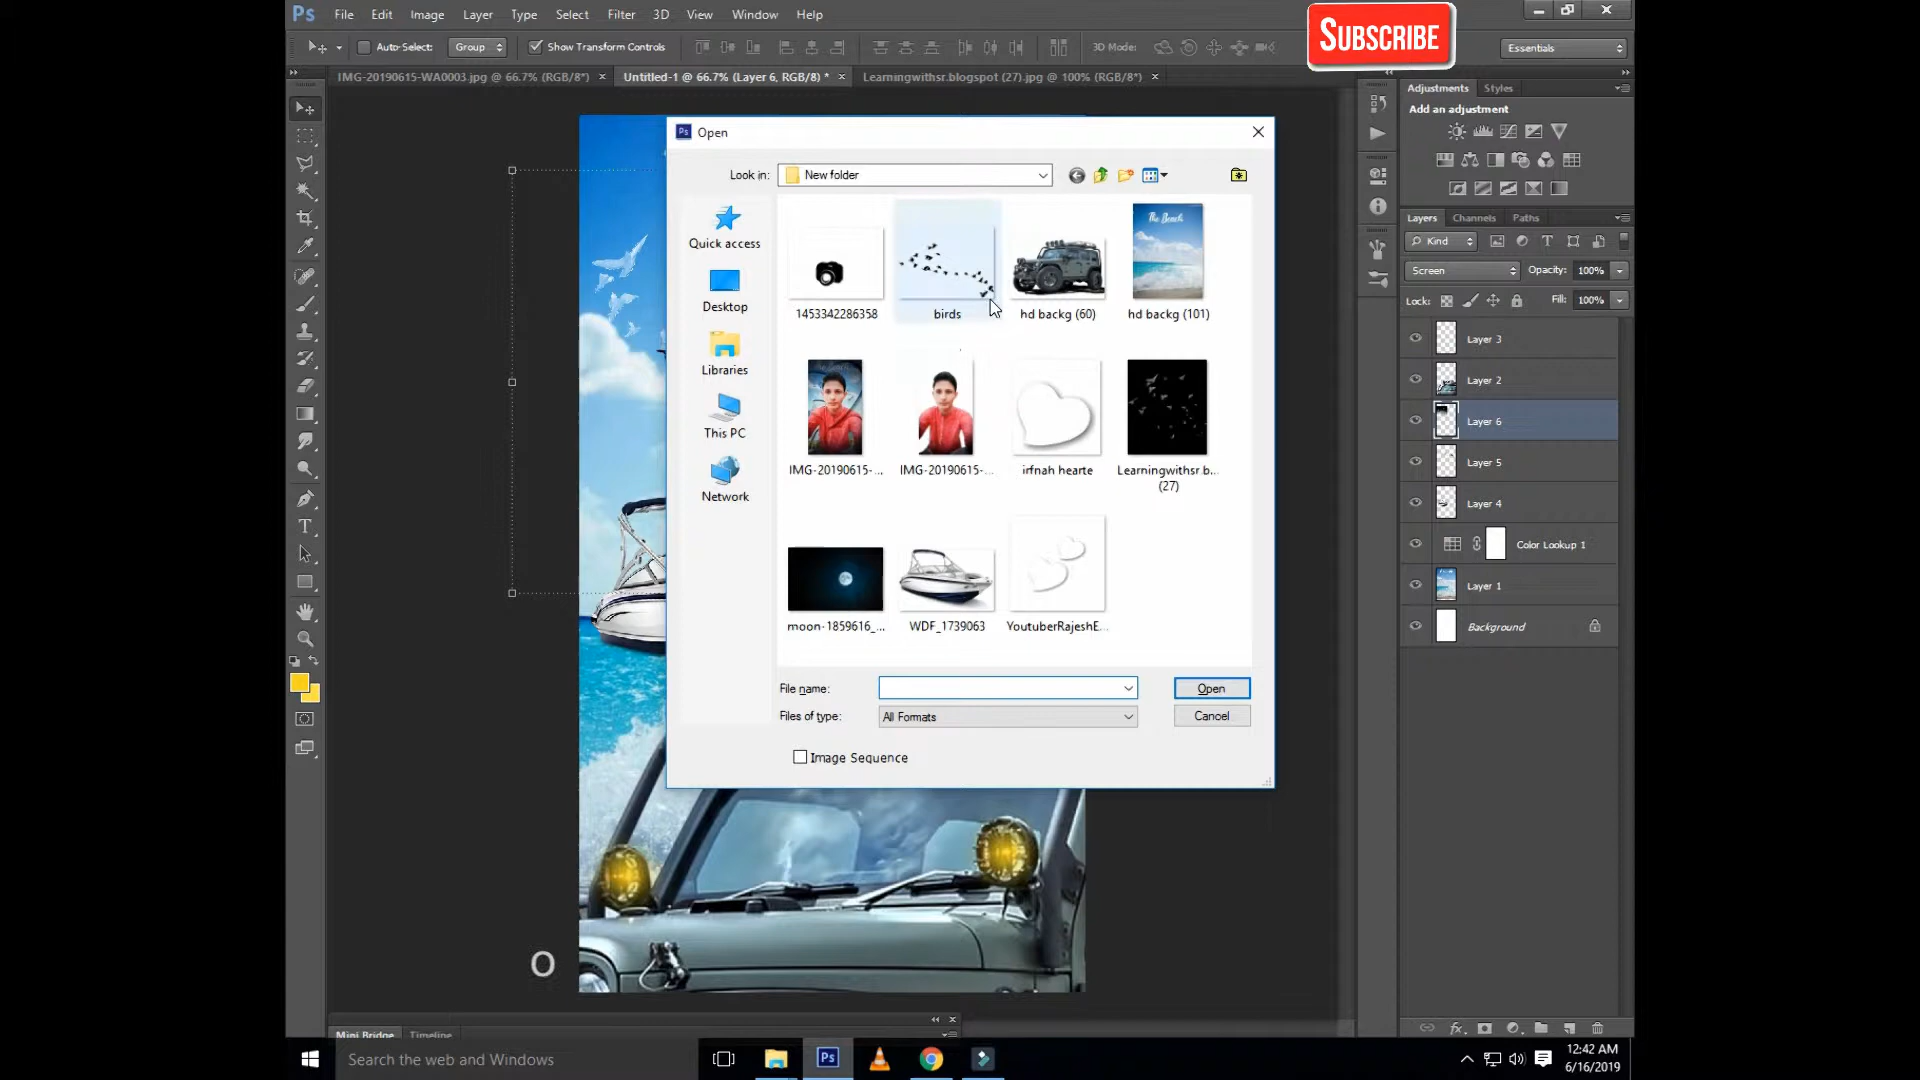 Ps File Edit Image Layer Type Select Filter 3D View Window Help
SUBSCRIBE
Auto-Select: Group Show Transform Controls 3D Mode: Essentials
IMG-20190615-WA0003.jpg @ 66.7% (RGB/8*) × Untitled-1 @ 66.7% (Layer 6, RGB/8) * × Learningwithsr.blogspot (27).jpg @ 100% (RGB/8*) ×
Adjustments Styles
Add an adjustment
Ps Open
Look in: New folder
Quick access
Desktop
Libraries
This PC
Network
The Beach
1453342286358 birds hd backg (60) hd backg (101)
IMG-20190615-... IMG-20190615-... irfnah hearte Learningwithsr.b...
(27)
moon-1859616_... WDF_1739063 YoutuberRajeshE...
File name: Open
Files of type: All Formats Cancel
Image Sequence
Layers Channels Paths
Kind
Screen Opacity: 100%
Lock: Fill: 100%
Layer 3
Layer 2
Layer 6
Layer 5
Layer 4
Color Lookup 1
Layer 1
Background
O
Mini Bridge Timeline
Search the web and Windows
Ps
12:42 AM
6/16/2019